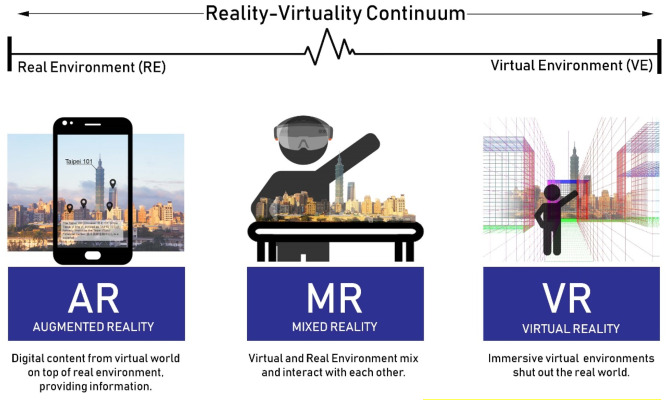 Reality-Virtuality Continuum
Real Environment (RE)
Virtual Environment (VE)
Taipei 101
AR
AUGMENTED REALITY
MR
MIXED REALITY
VR
VIRTUAL REALITY
Digital content from virtual world
on top of real environment,
providing information.
Virtual and Real Environment mix
and interact with each other.
Immersive virtual environments
shut out the real world.